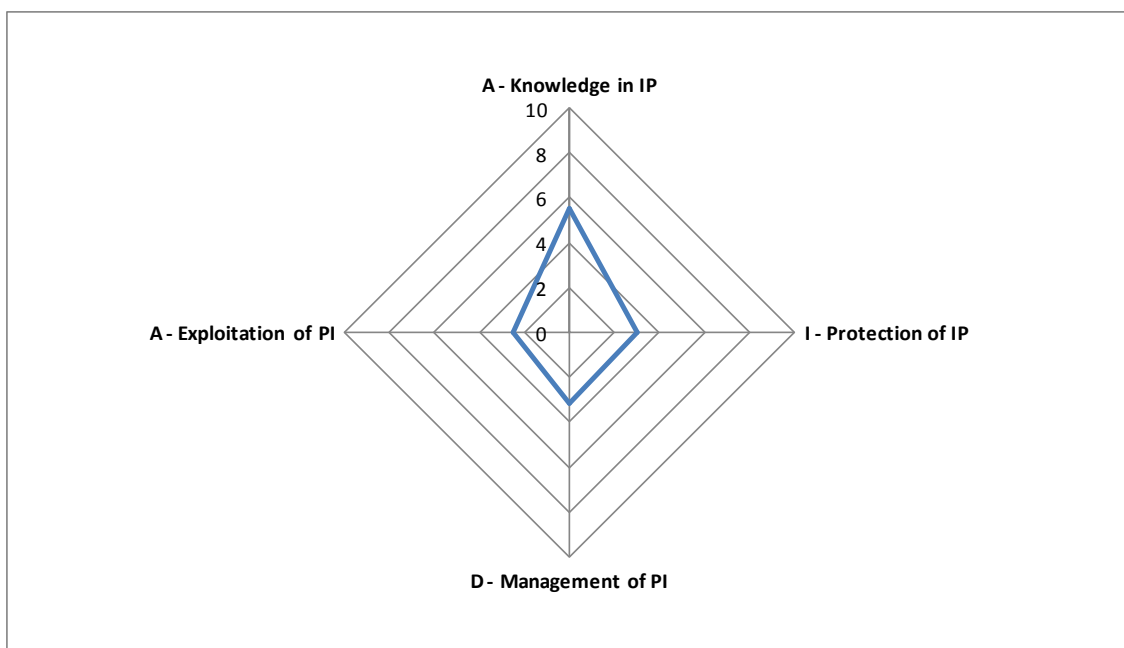 A - Knowledge in IP
10
8
6
4
2
0
A - Exploitation of PI
I - Protection of IP
D - Management of PI